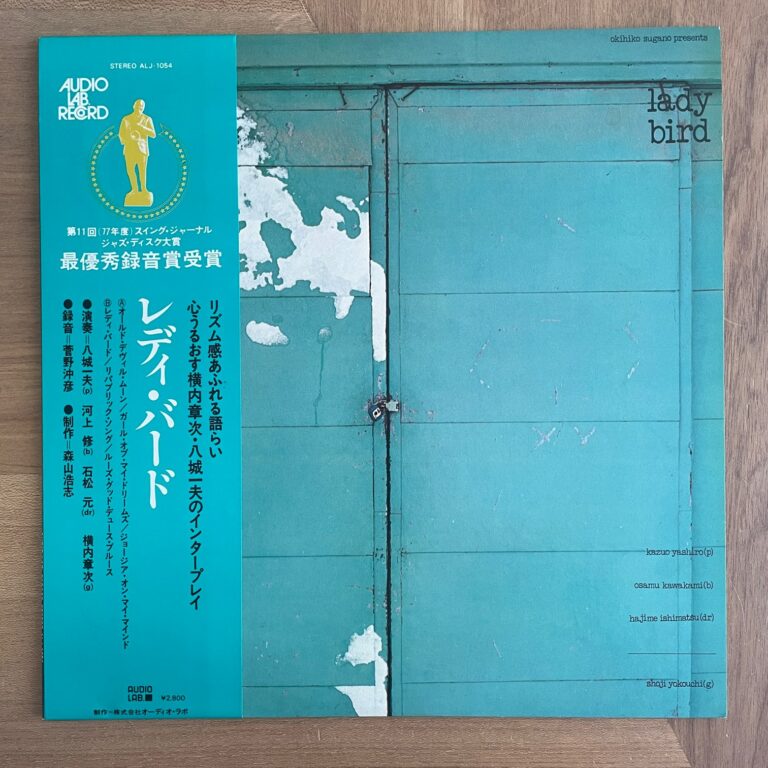 STEREO ALJ-1054
AUDIO
LAB.
RECORD
第11回(77年度)スイング・ジャーナル
ジャズ・ディスク大賞
最優秀録音賞受賞
リズム感あふれる語らい
心うるおす横内章次・八城一夫のインタープレイ
レディ・バード
Ⓐオールド・デヴィル・ムーン/ガール・オブ・マイ・ドリームズ/ジョージア・オン・マイ・マインド
Ⓑレディ・バード/リパブリック・ソング/ルーズ・グッド・デュース・ブルース
●演奏=八城一夫(p) 河上 修(b) 石松 元(dr) 横内章次(g)
●録音=菅野沖彦 ●制作=森山浩志
AUDIO
LAB.
¥2,800
制作=株式会社オーディオ・ラボ
okihiko sugano presents
lady
bird
kazuo yashiro(p)
osamu kawakami(b)
hajime ishimatsu(dr)
shoji yokouchi(g)